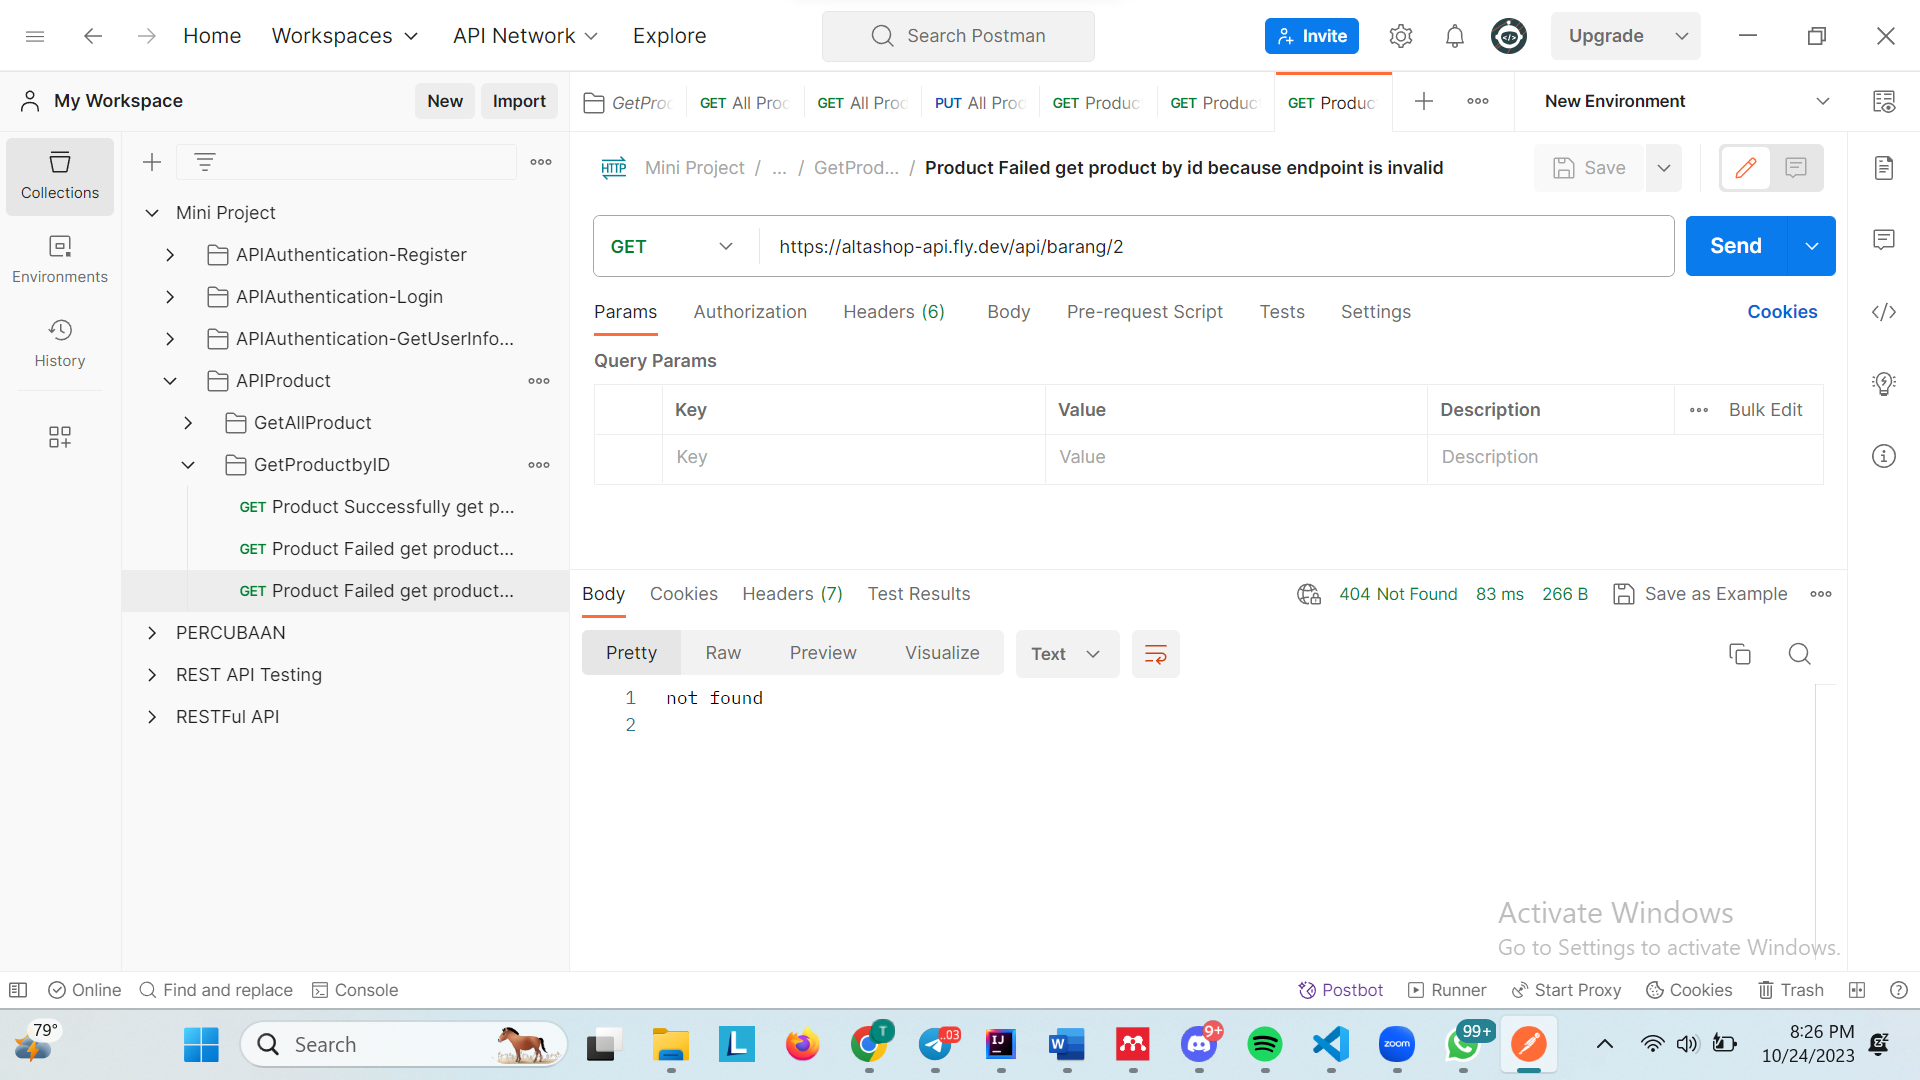 Home
Workspaces
API Network
Explore
Search Postman
Invite
Upgrade
My Workspace
New
Import
GetProc
GET All Proc
GET All Proc
PUT All Proc
GET Produc
GET Produc
GET Produc
New Environment
Collections
Environments
History
Mini Project
APIAuthentication-Register
APIAuthentication-Login
APIAuthentication-GetUserInfo...
APIProduct
GetAllProduct
GetProductbyID
GET Product Successfully get p...
GET Product Failed get product...
GET Product Failed get product...
PERCUBAAN
REST API Testing
RESTFul API
HTTP
Mini Project / ... / GetProd... / Product Failed get product by id because endpoint is invalid
Save
GET
https://altashop-api.fly.dev/api/barang/2
Send
Params
Authorization
Headers (6)
Body
Pre-request Script
Tests
Settings
Cookies
Query Params
Key
Value
Description
Bulk Edit
Key
Value
Description
Body
Cookies
Headers (7)
Test Results
404 Not Found
83 ms
266 B
Save as Example
Pretty
Raw
Preview
Visualize
Text
1 not found
2
Activate Windows
Go to Settings to activate Windows.
Online
Find and replace
Console
Postbot
Runner
Start Proxy
Cookies
Trash
79°
Search
T
..03
IJ
L
W
9+
zoom
99+
8:26 PM
10/24/2023